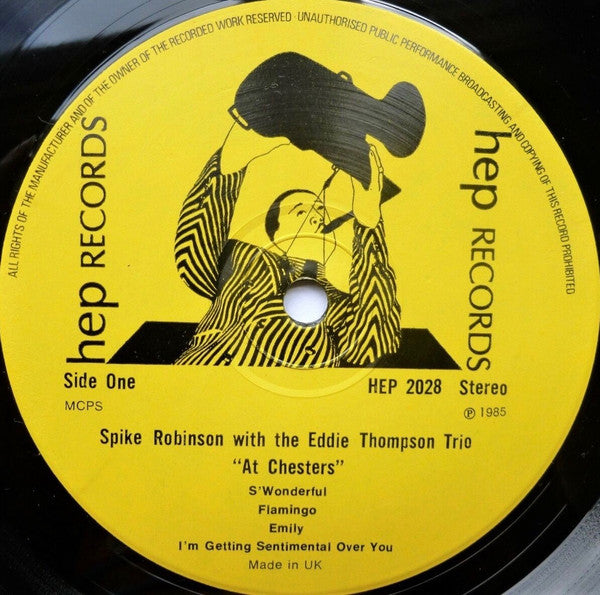 ALL RIGHTS OF THE MANUFACTURER AND OF THE OWNER OF THE RECORDED WORK RESERVED · UNAUTHORISED PUBLIC PERFORMANCE BROADCASTING AND COPYING OF THIS RECORD PROHIBITED
hep RECORDS
hep RECORDS
Side One
HEP 2028 Stereo
MCPS
℗ 1985
Spike Robinson with the Eddie Thompson Trio
"At Chesters"
S'Wonderful
Flamingo
Emily
I'm Getting Sentimental Over You
Made in UK